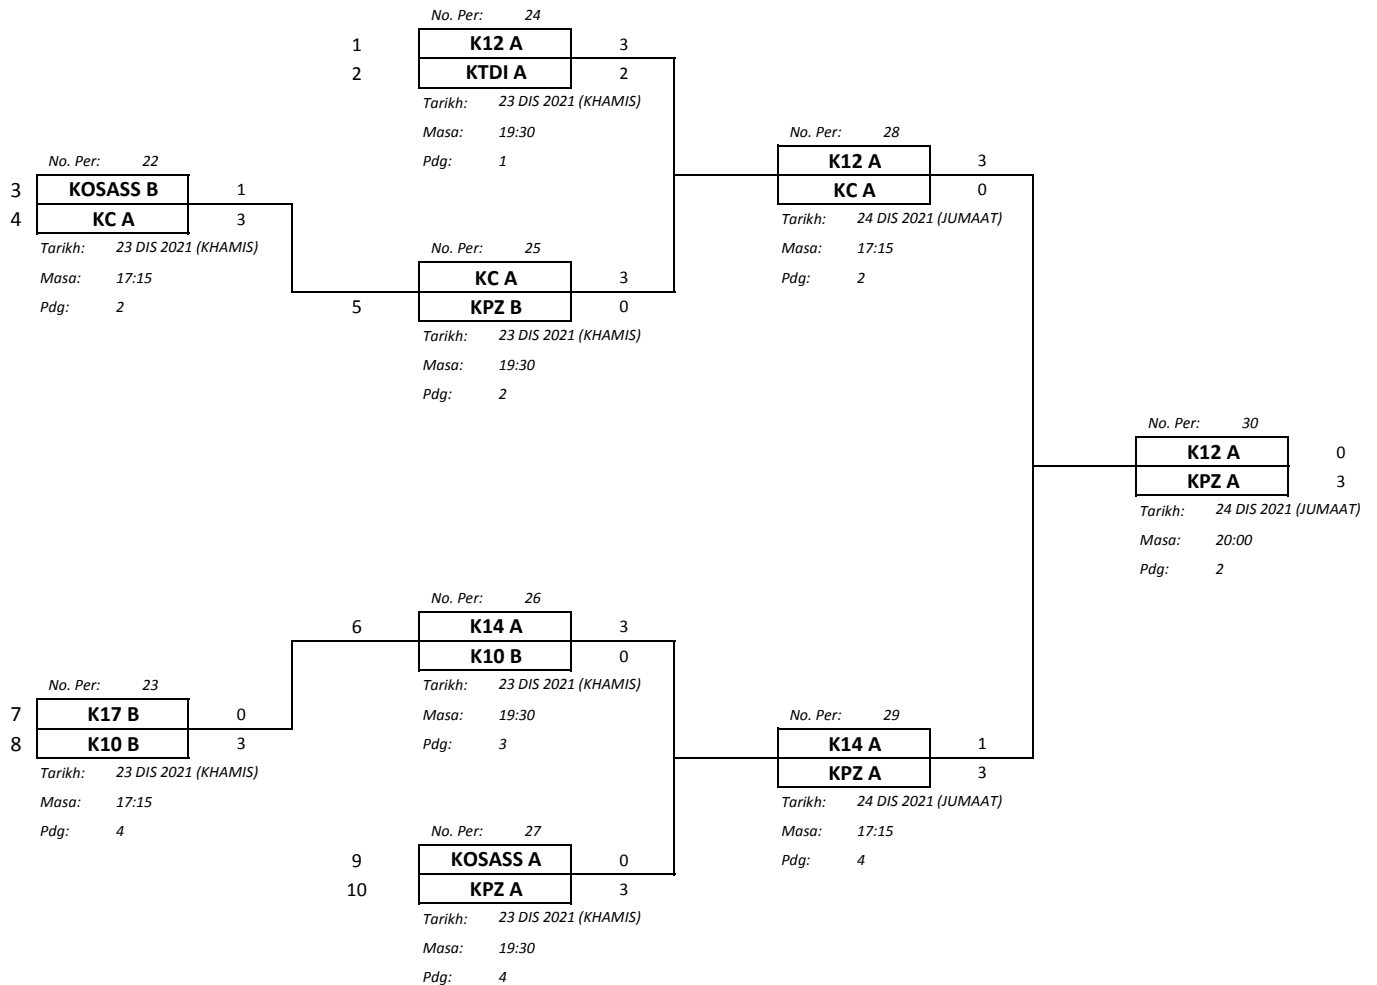 No. Per: 24
1 K12 A 3
2 KTDI A 2
Tarikh: 23 DIS 2021 (KHAMIS)
Masa: 19:30
Pdg: 1
No. Per: 22
3 KOSASS B 1
4 KC A 3
Tarikh: 23 DIS 2021 (KHAMIS)
Masa: 17:15
Pdg: 2
No. Per: 25
KC A 3
5 KPZ B 0
Tarikh: 23 DIS 2021 (KHAMIS)
Masa: 19:30
Pdg: 2
No. Per: 28
K12 A 3
KC A 0
Tarikh: 24 DIS 2021 (JUMAAT)
Masa: 17:15
Pdg: 2
No. Per: 30
K12 A 0
KPZ A 3
Tarikh: 24 DIS 2021 (JUMAAT)
Masa: 20:00
Pdg: 2
No. Per: 26
6 K14 A 3
K10 B 0
Tarikh: 23 DIS 2021 (KHAMIS)
Masa: 19:30
Pdg: 3
No. Per: 23
7 K17 B 0
8 K10 B 3
Tarikh: 23 DIS 2021 (KHAMIS)
Masa: 17:15
Pdg: 4
No. Per: 29
K14 A 1
KPZ A 3
Tarikh: 24 DIS 2021 (JUMAAT)
Masa: 17:15
Pdg: 4
No. Per: 27
9 KOSASS A 0
10 KPZ A 3
Tarikh: 23 DIS 2021 (KHAMIS)
Masa: 19:30
Pdg: 4